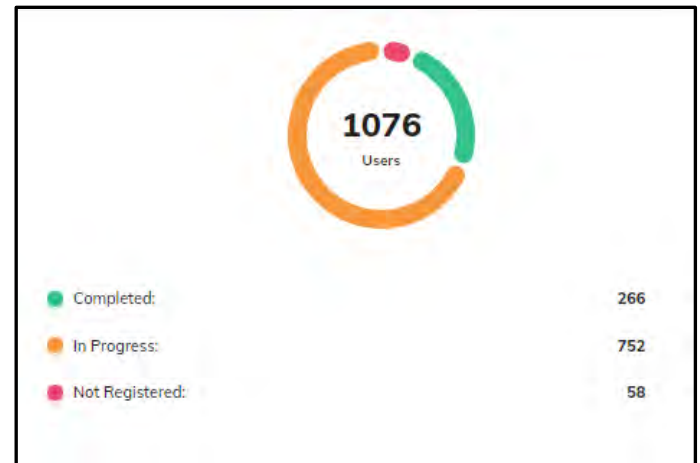 1076
Users
Completed: 266
In Progress: 752
Not Registered: 58